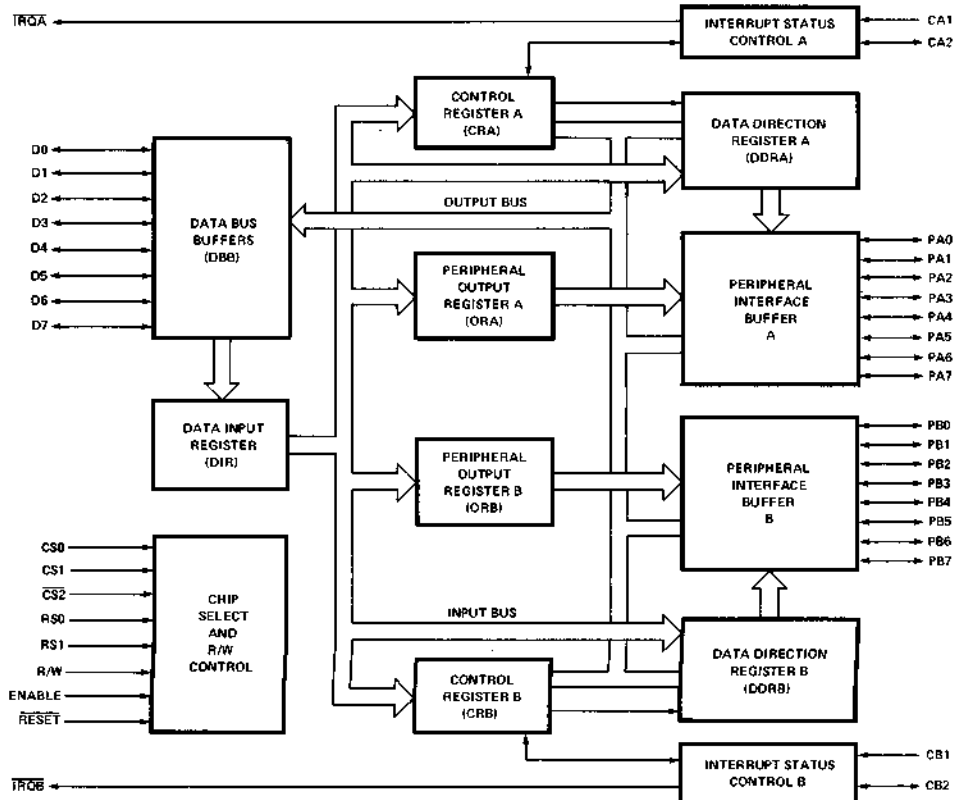 IRQA
INTERRUPT STATUS
CONTROL A
CA1
CA2
CONTROL
REGISTER A
(CRA)
DATA DIRECTION
REGISTER A
(DDRA)
D0
D1
D2
D3
D4
D5
D6
D7
DATA BUS
BUFFERS
(DBB)
OUTPUT BUS
PERIPHERAL
OUTPUT
REGISTER A
(ORA)
PERIPHERAL
INTERFACE
BUFFER
A
PA0
PA1
PA2
PA3
PA4
PA5
PA6
PA7
DATA INPUT
REGISTER
(DIR)
PERIPHERAL
OUTPUT
REGISTER B
(ORB)
PERIPHERAL
INTERFACE
BUFFER
B
PB0
PB1
PB2
PB3
PB4
PB5
PB6
PB7
CS0
CS1
CS2
RS0
RS1
R/W
ENABLE
RESET
CHIP
SELECT
AND
R/W
CONTROL
INPUT BUS
CONTROL
REGISTER B
(CRB)
DATA DIRECTION
REGISTER B
(DDRB)
IRQB
INTERRUPT STATUS
CONTROL B
CB1
CB2